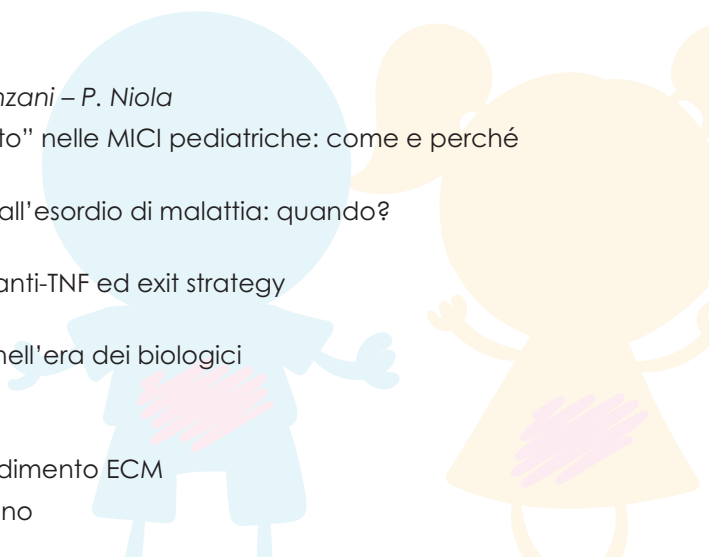 nzani – P. Niola
to” nelle MICI pediatriche: come e perché
all’esordio di malattia: quando?
anti-TNF ed exit strategy
nell’era dei biologici
dimento ECM
no